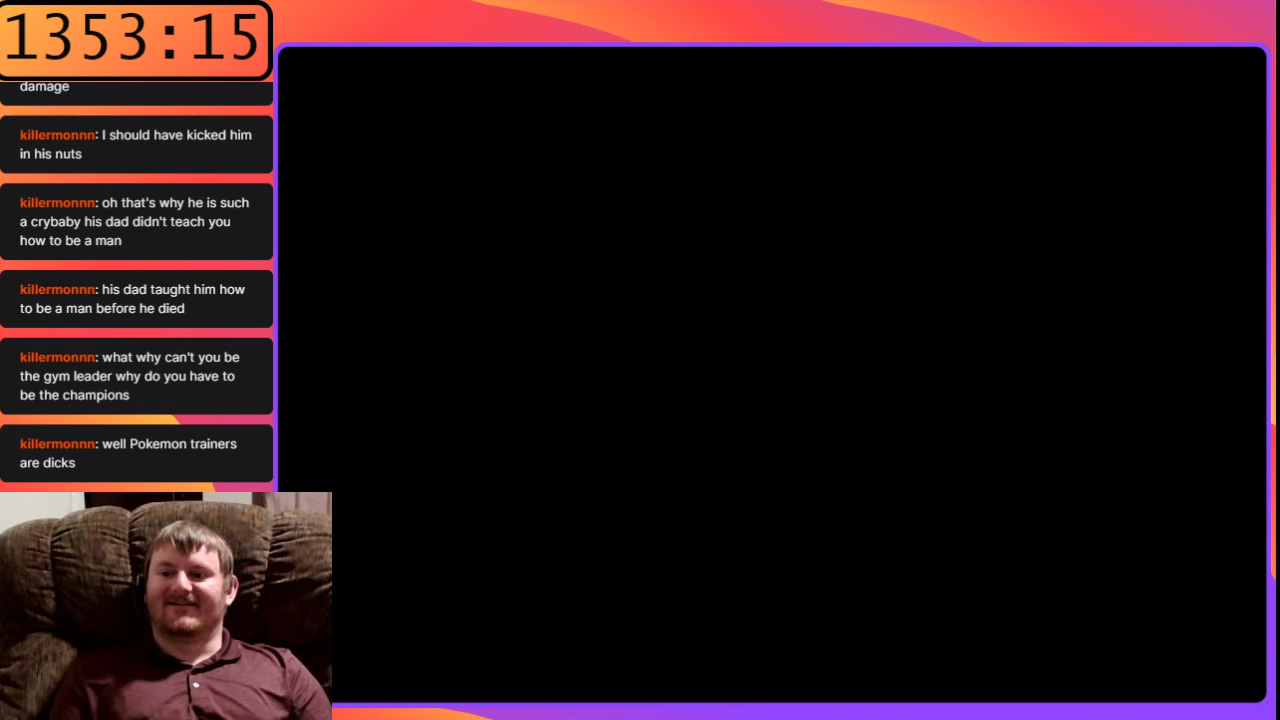 1353:15
damage
killermonnn: I should have kicked him
in his nuts
killermonnn: oh that's why he is such
a crybaby his dad didn't teach you
how to be a man
killermonnn: his dad taught him how
to be a man before he died
killermonnn: what why can't you be
the gym leader why do you have to
be the champions
killermonnn: well Pokemon trainers
are dicks